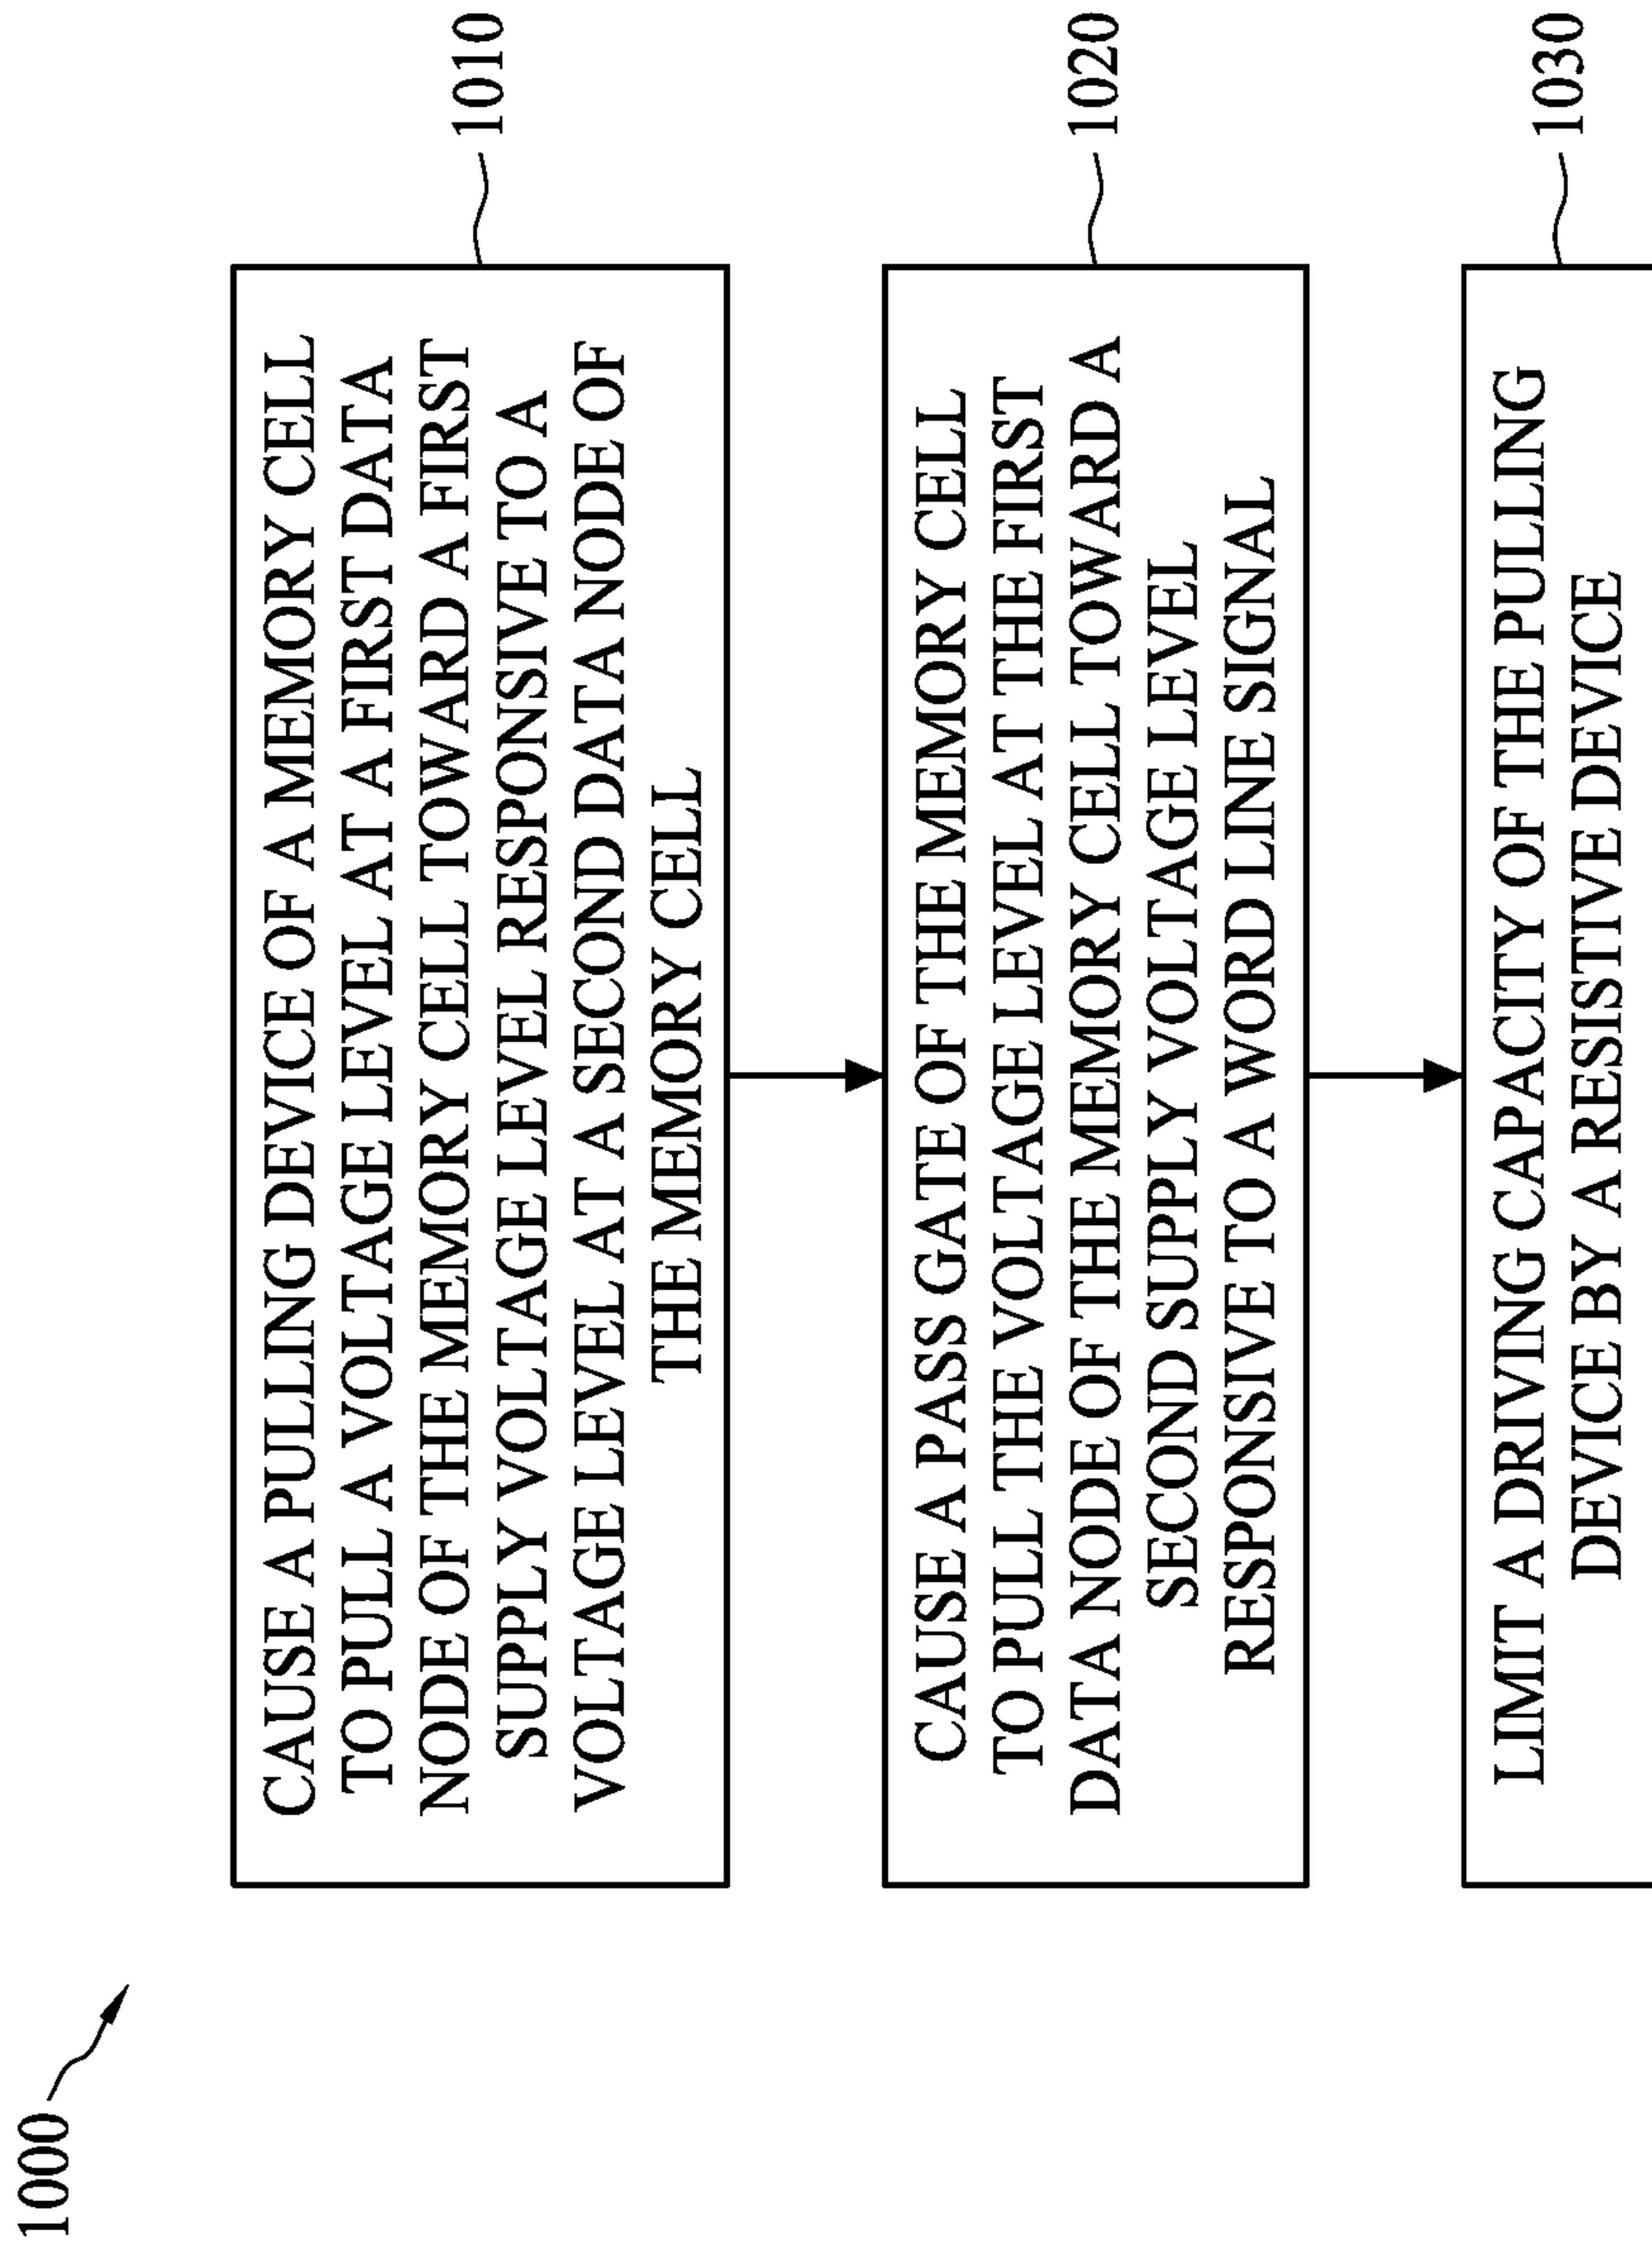 1000
CAUSE A PULLING DEVICE OF A MEMORY CELL
TO PULL A VOLTAGE LEVEL AT A FIRST DATA
NODE OF THE MEMORY CELL TOWARD A FIRST
SUPPLY VOLTAGE LEVEL RESPONSIVE TO A
VOLTAGE LEVEL AT A SECOND DATA NODE OF
THE MEMORY CELL
1010
CAUSE A PASS GATE OF THE MEMORY CELL
TO PULL THE VOLTAGE LEVEL AT THE FIRST
DATA NODE OF THE MEMORY CELL TOWARD A
SECOND SUPPLY VOLTAGE LEVEL
RESPONSIVE TO A WORD LINE SIGNAL
1020
LIMIT A DRIVING CAPACITY OF THE PULLING
DEVICE BY A RESISTIVE DEVICE
1030